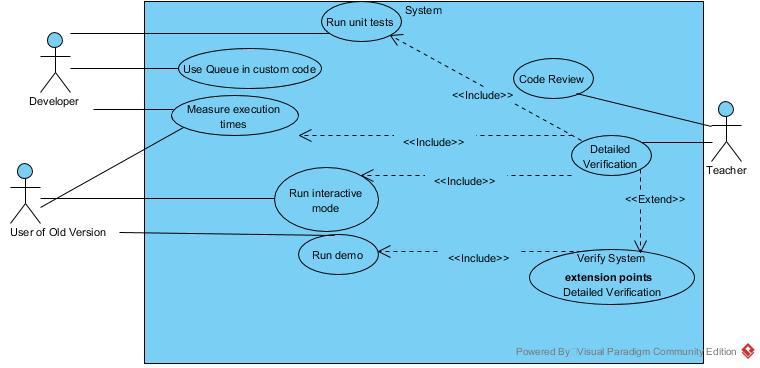 System
Run unit tests
Use Queue in custom code
Code Review
<<Include>>
Developer
Measure execution
times
<<Include>>
Detailed
Verification
Teacher
<<Include>>
Run interactive
mode
<<Extend>>
User of Old Version
Run demo
<<Include>>
Verify System
extension points
Detailed Verification
Powered By Visual Paradigm Community Edition